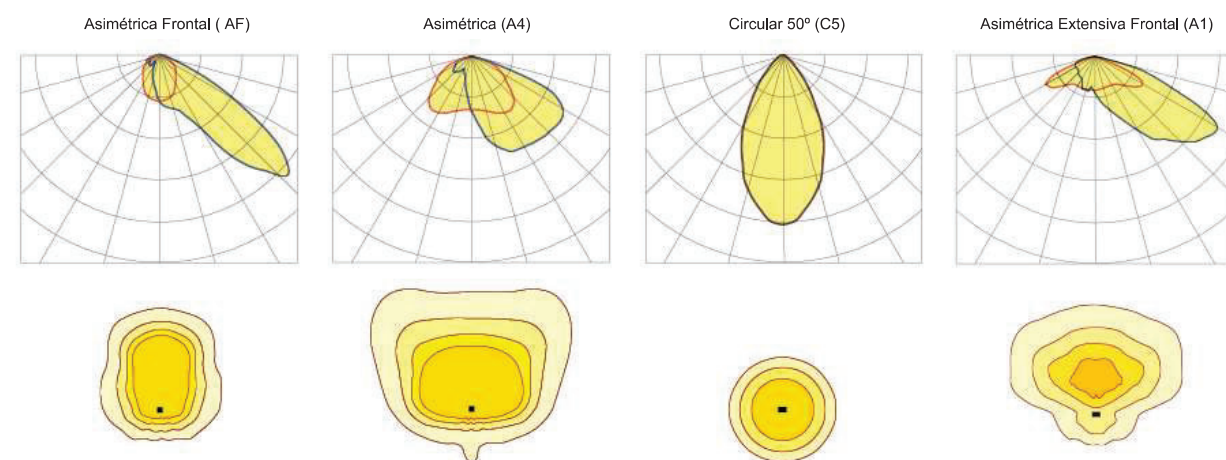 Asimétrica Frontal ( AF)
Asimétrica (A4)
Circular 50º (C5)
Asimétrica Extensiva Frontal (A1)